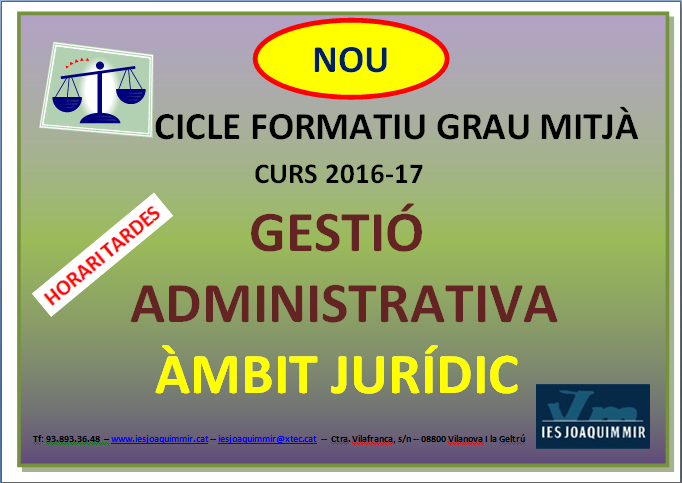 NOU
CICLE FORMATIU GRAU MITJÀ
CURS 2016-17
HORARI TARDES
GESTIÓ
ADMINISTRATIVA
ÀMBIT JURÍDIC
Tf: 93.893.36.48 -- www.iesjoaquimmir.cat -- iesjoaquimmir@xtec.cat -- Ctra. Vilafranca, s/n -- 08800 Vilanova I la Geltrú
Jm
IES JOAQUIM MIR